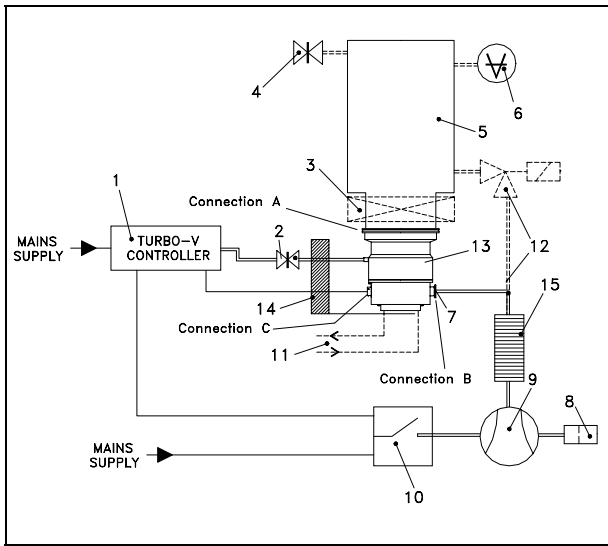 4
6
5
3
1
Connection A
2
12
MAINS
SUPPLY
TURBO-V
CONTROLLER
13
15
14
7
Connection C
11
Connection B
9
8
MAINS
SUPPLY
10